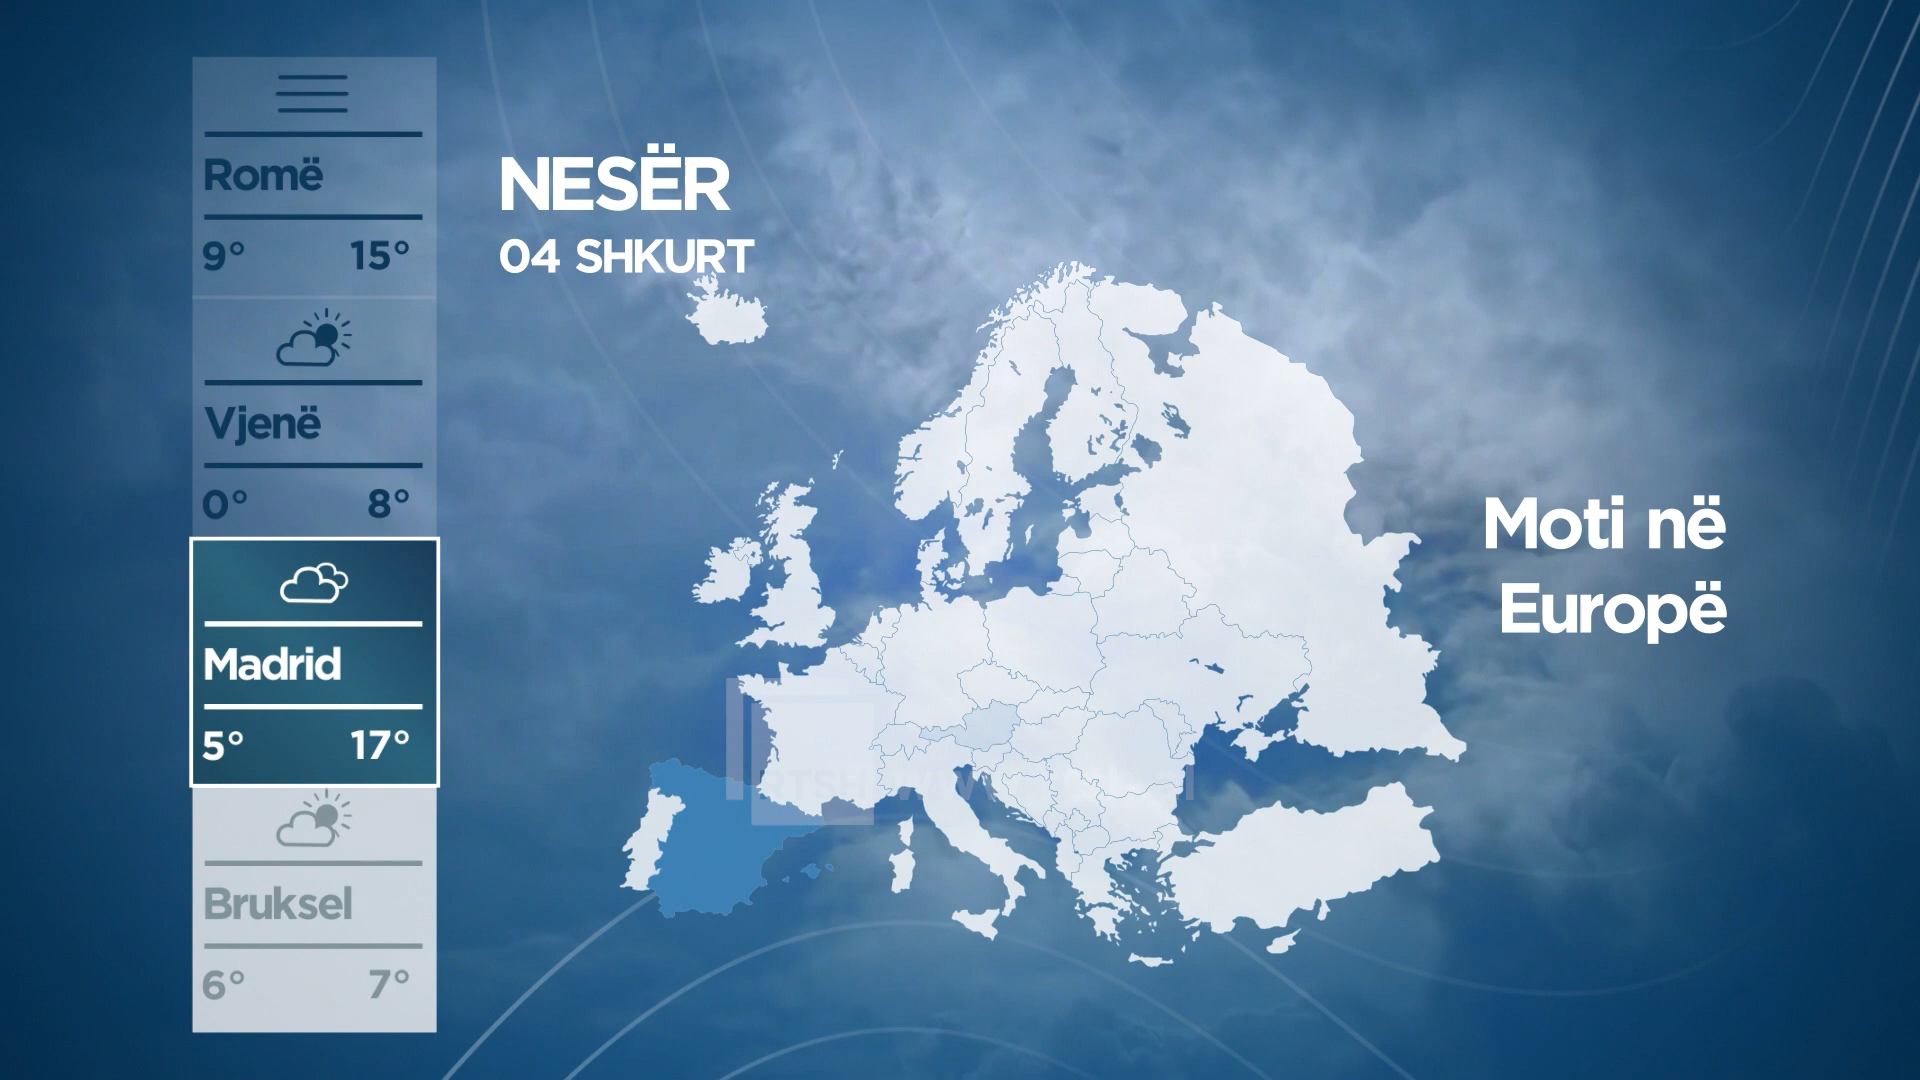 Romë
9° 15°
Vjenë
0° 8°
Madrid
5° 17°
Bruksel
6° 7°
NESËR
04 SHKURT
Moti në
Europë